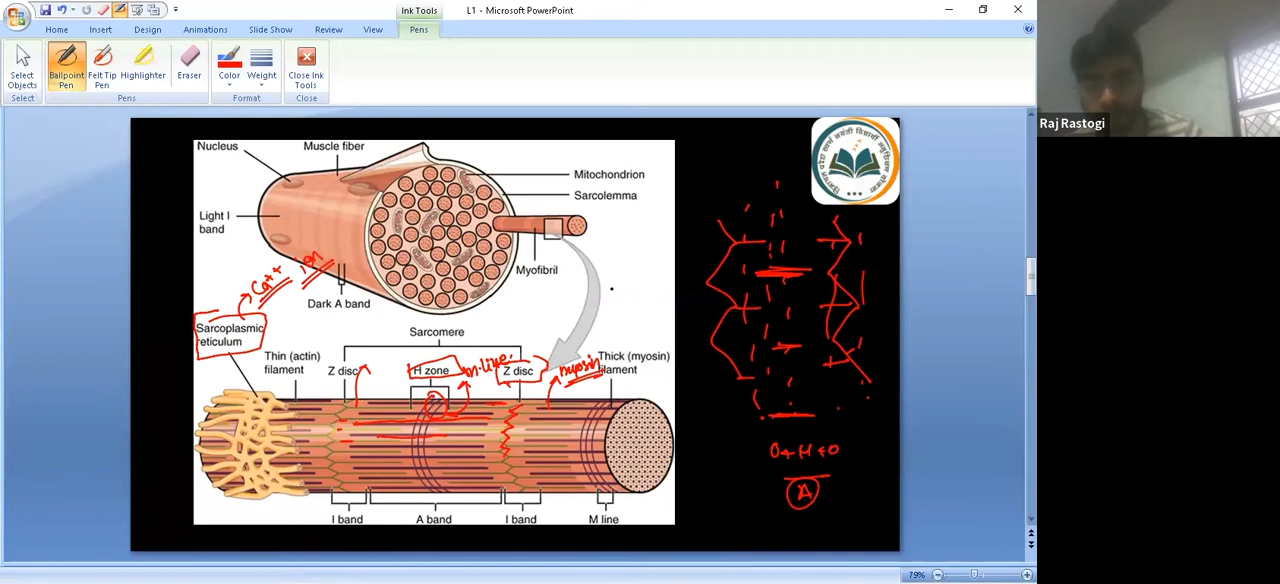 Ink Tools
L1 - Microsoft PowerPoint
Home Insert Design Animations Slide Show Review View Pens
Select Objects
Ballpoint Pen
Felt Tip Pen
Highlighter
Eraser
Color
Weight
Close Ink Tools
Select Pens Format Close
Raj Rastogi
Nucleus
Muscle fiber
Mitochondrion
Sarcolemma
Light I band
Myofibril
Ca++ ion
Dark A band
Sarcoplasmic reticulum
Sarcomere
Thin (actin) filament
Z disc
H zone
m-line
Z disc
myosin
Thick (myosin) filament
O+H+O
A
I band
A band
I band
M line
79%